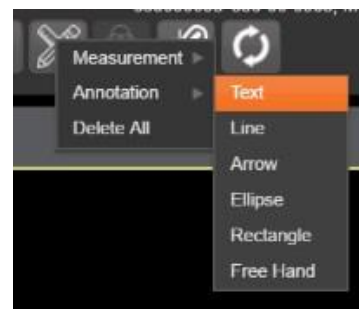 Measurement
Annotation
Delete All
Text
Line
Arrow
Ellipse
Rectangle
Free Hand